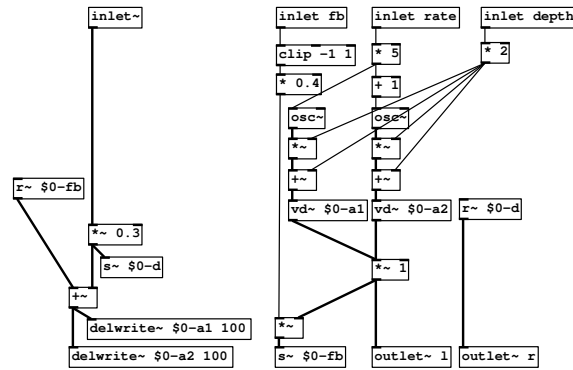 inlet~
inlet fb
inlet rate
inlet depth
clip -1 1
* 5
* 2
* 0.4
+ 1
osc~
osc~
*~
*~
r~ $0-fb
+~
+~
vd~ $0-a1
vd~ $0-a2
r~ $0-d
*~ 0.3
s~ $0-d
*~ 1
+~
delwrite~ $0-a1 100
*~
delwrite~ $0-a2 100
s~ $0-fb
outlet~ l
outlet~ r